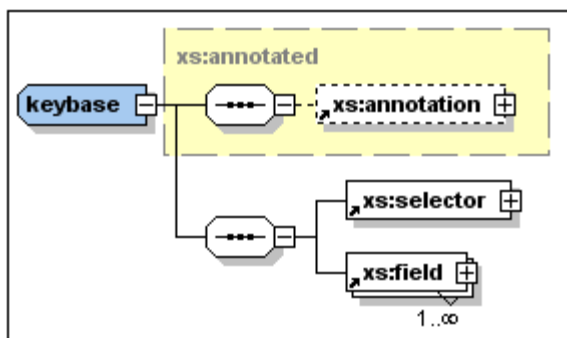 xs:annotated
keybase
xs:annotation
xs:selector
xs:field
1..∞